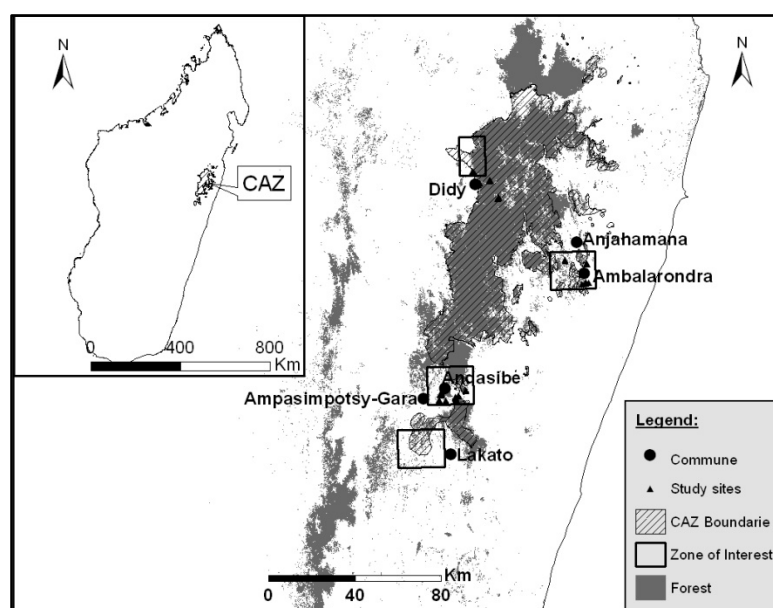 N
CAZ
0 400 800
Km
N
Didy
Anjahamana
Ambalarondra
Andasibe
Ampasimpotsy-Gara
Lakato
Km
0 40 80
Legend:
Commune
Study sites
CAZ Boundarie
Zone of Interest
Forest